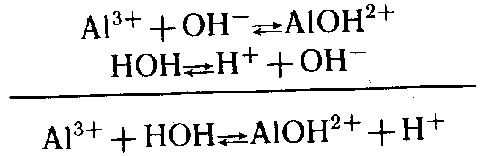 Al³⁺ + OH⁻ ⇄ AlOH²⁺
HOH ⇄ H⁺ + OH⁻
Al³⁺ + HOH ⇄ AlOH²⁺ + H⁺